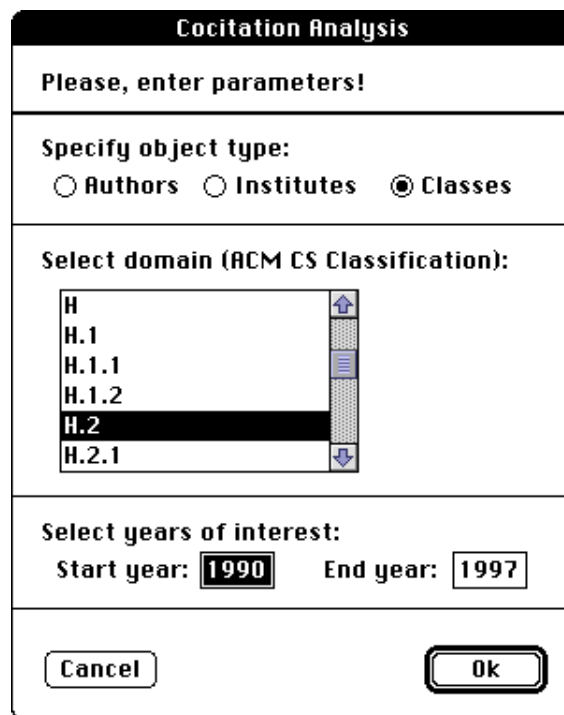 Cocitation Analysis
Please, enter parameters!
Specify object type:
Authors Institutes Classes
Select domain (ACM CS Classification):
H
H.1
H.1.1
H.1.2
H.2
H.2.1
Select years of interest:
Start year: 1990 End year: 1997
Cancel Ok